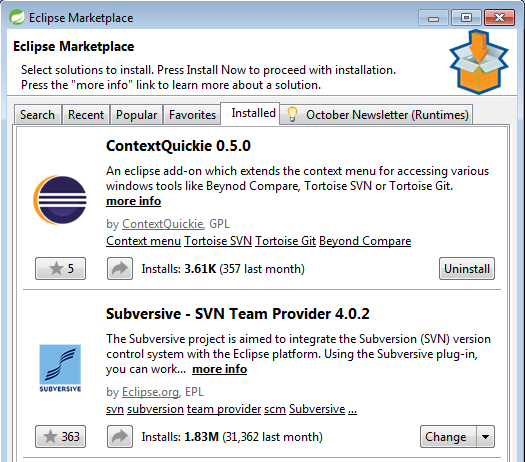 Eclipse Marketplace
Eclipse Marketplace
Select solutions to install. Press Install Now to proceed with installation.
Press the "more info" link to learn more about a solution.
Search Recent Popular Favorites Installed October Newsletter (Runtimes)
ContextQuickie 0.5.0
An eclipse add-on which extends the context menu for accessing various
windows tools like Beynod Compare, Tortoise SVN or Tortoise Git.
more info
by ContextQuickie, GPL
Context menu Tortoise SVN Tortoise Git Beyond Compare
5 Installs: 3.61K (357 last month) Uninstall
Subversive - SVN Team Provider 4.0.2
The Subversive project is aimed to integrate the Subversion (SVN) version
control system with the Eclipse platform. Using the Subversive plug-in,
you can work... more info
SUBVERSIVE
by Eclipse.org, EPL
svn subversion team provider scm Subversive ...
363 Installs: 1.83M (31,362 last month) Change